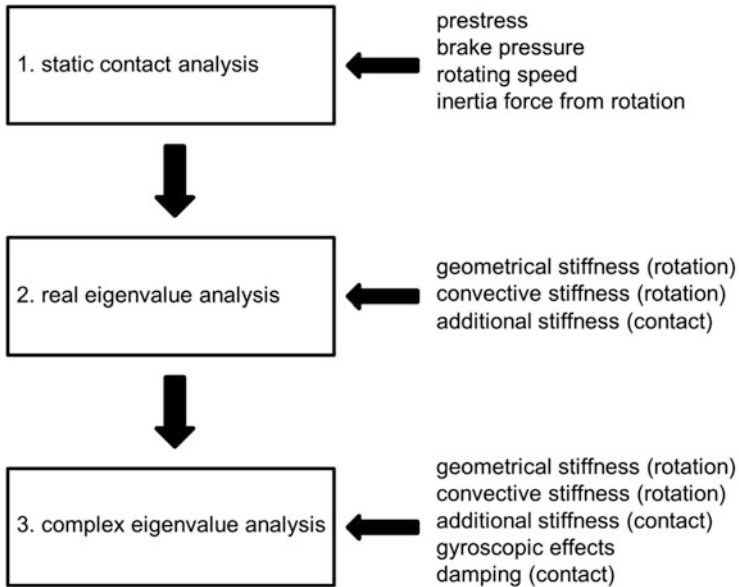 1. static contact analysis
prestress
brake pressure
rotating speed
inertia force from rotation
2. real eigenvalue analysis
geometrical stiffness (rotation)
convective stiffness (rotation)
additional stiffness (contact)
3. complex eigenvalue analysis
geometrical stiffness (rotation)
convective stiffness (rotation)
additional stiffness (contact)
gyroscopic effects
damping (contact)